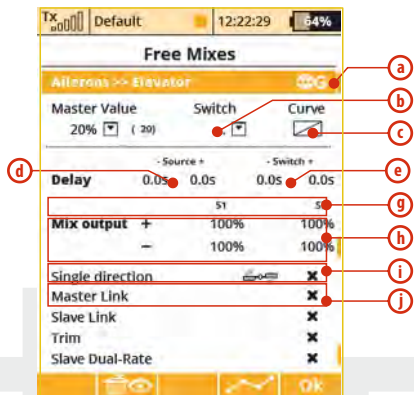 Tx Default 12:22:29 64%
Free Mixes
Ailerons >> Elevator G
Master Value Switch Curve
20% ( 20)
- Source + - Switch +
Delay 0.0s 0.0s 0.0s 0.0s
S1
Mix output + 100% 100%
− 100% 100%
Single direction ✖
Master Link ✖
Slave Link ✖
Trim ✖
Slave Dual-Rate ✖
Ok
a
b
c
d
e
g
h
i
j